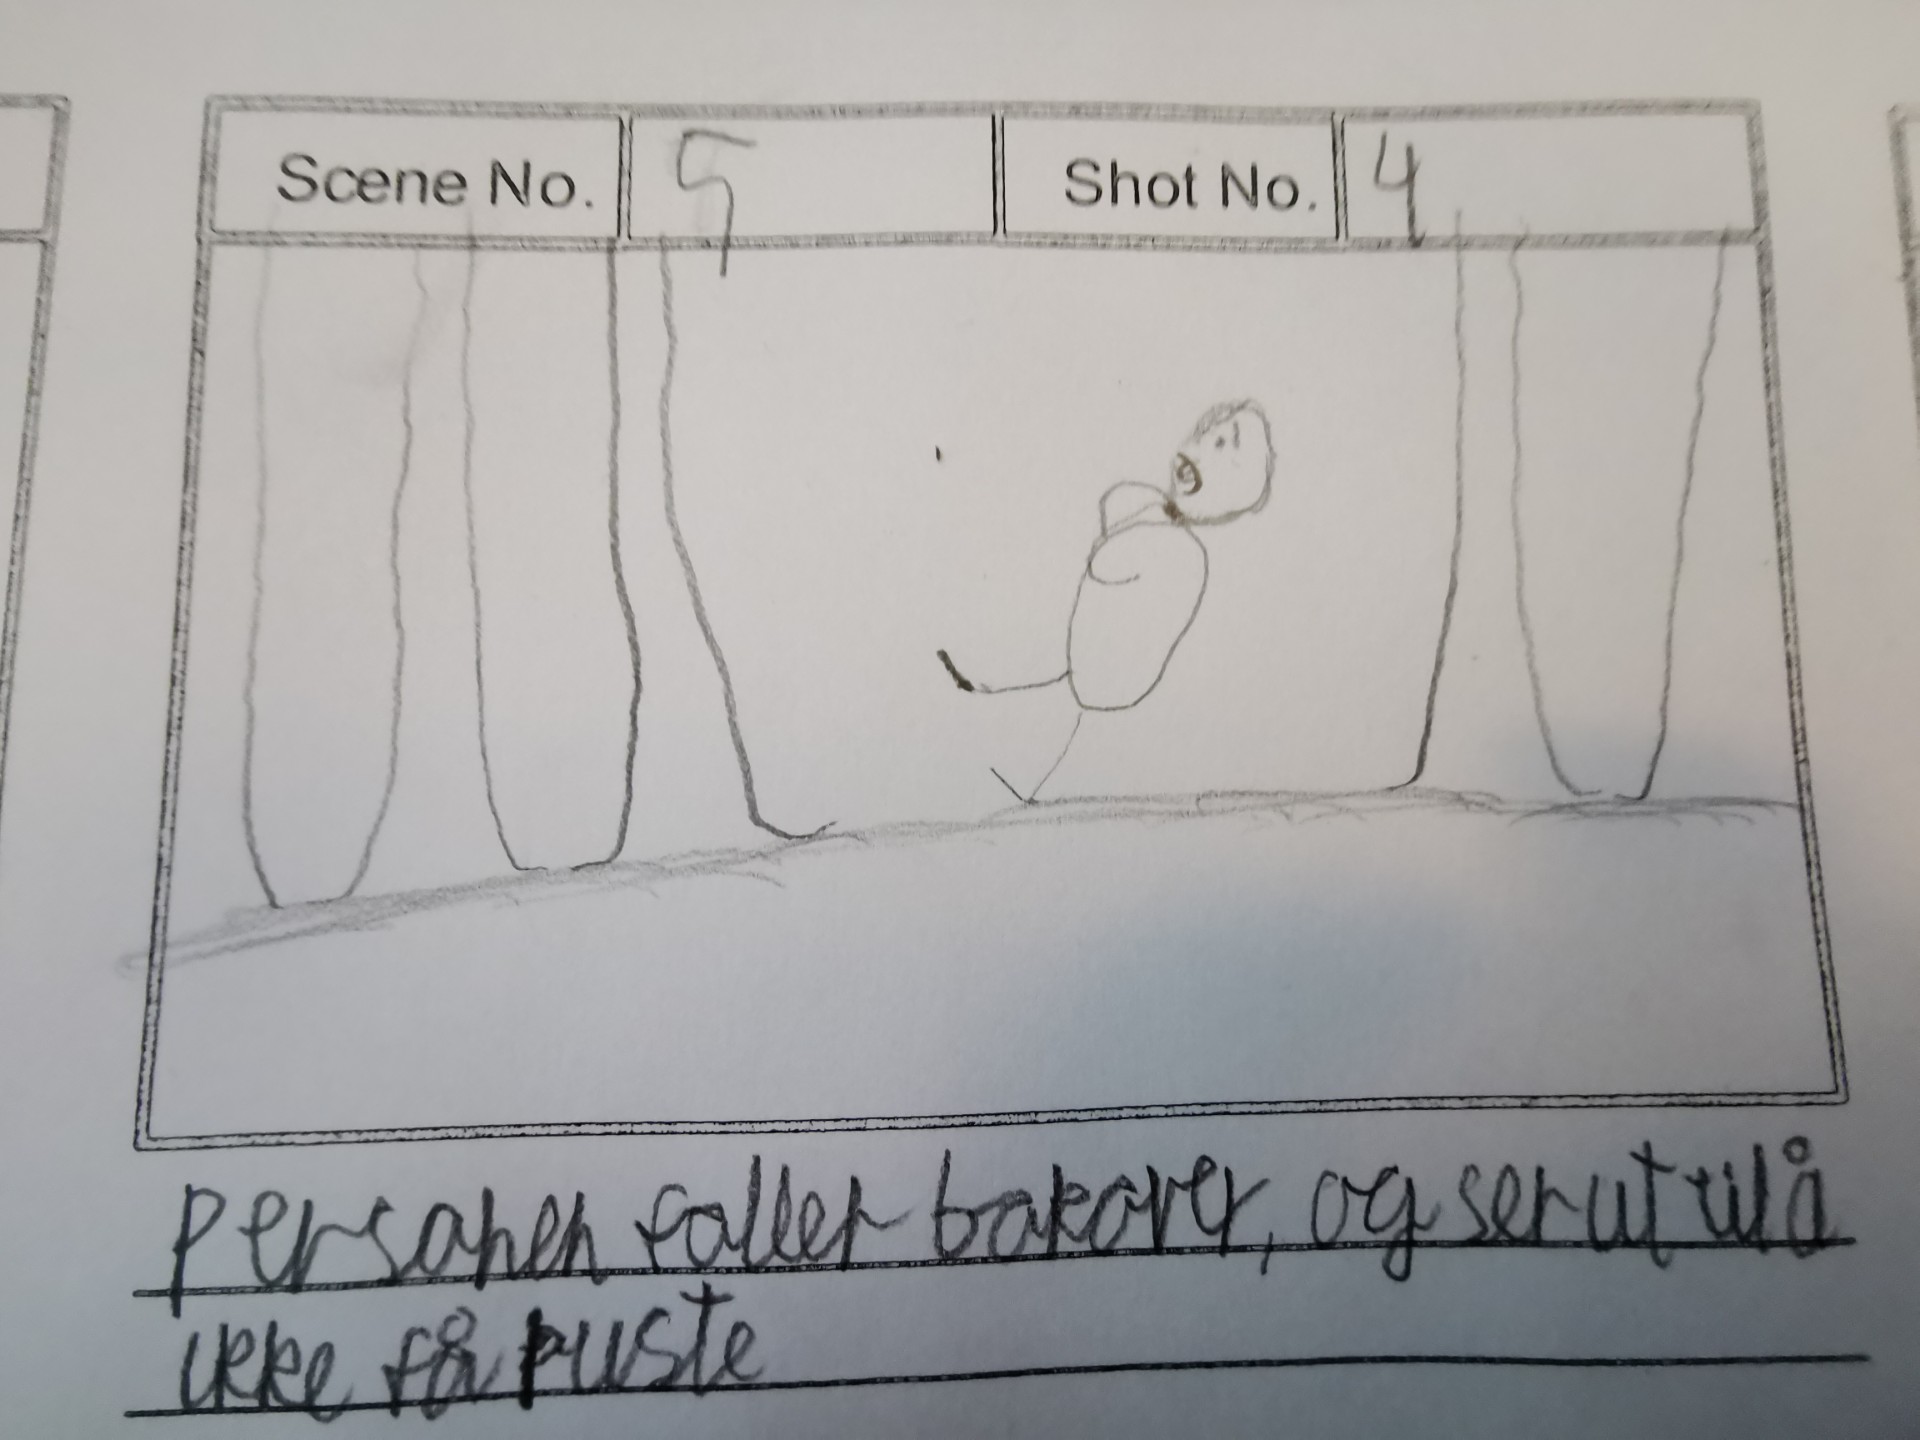 Scene No. 5 Shot No. 4
personen faller bakover, og ser ut til å
ikke få puste